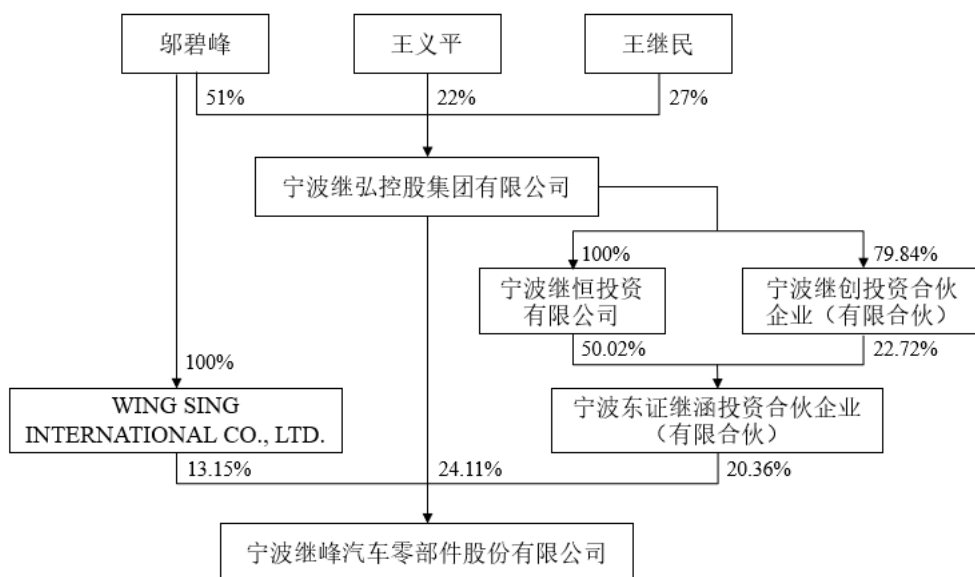 邬碧峰
王义平
王继民
51%
22%
27%
宁波继弘控股集团有限公司
100%
79.84%
宁波继恒投资
有限公司
宁波继创投资合伙
企业（有限合伙）
50.02%
22.72%
100%
WING SING
INTERNATIONAL CO., LTD.
宁波东证继涵投资合伙企业
（有限合伙）
13.15%
24.11%
20.36%
宁波继峰汽车零部件股份有限公司